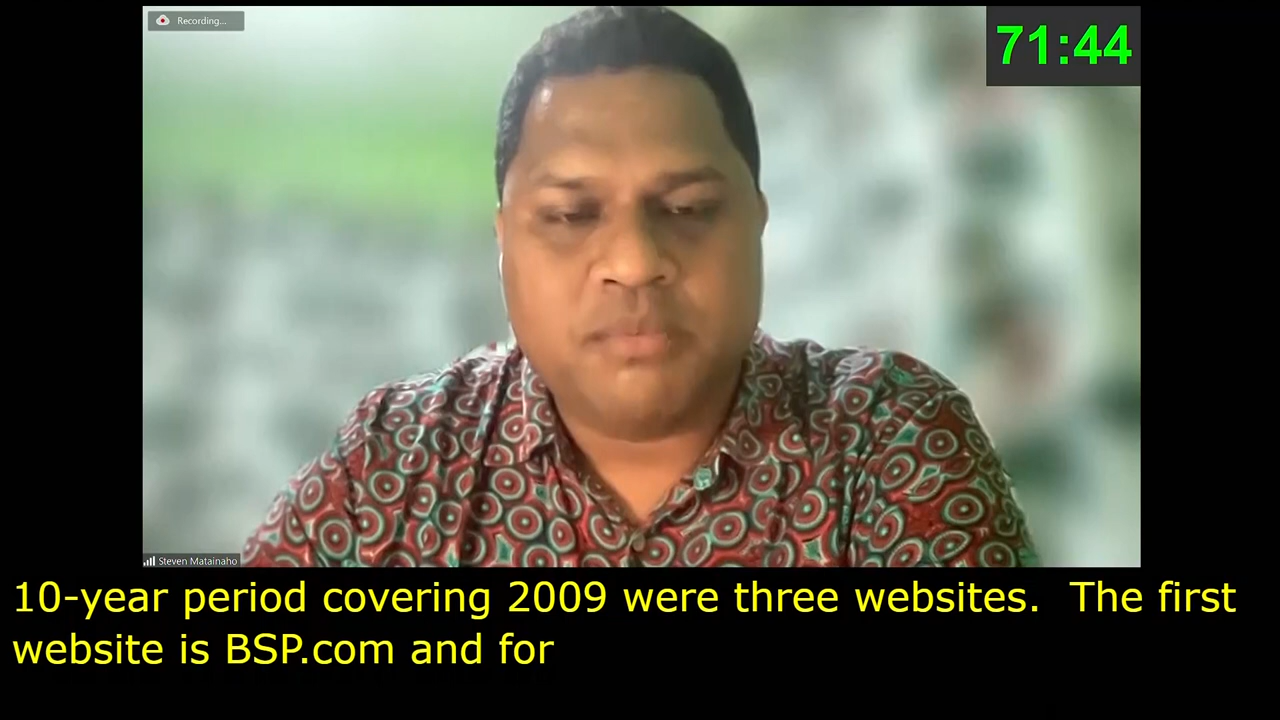 Recording...
71:44
Steven Matainaho
10-year period covering 2009 were three websites.  The first
website is BSP.com and for